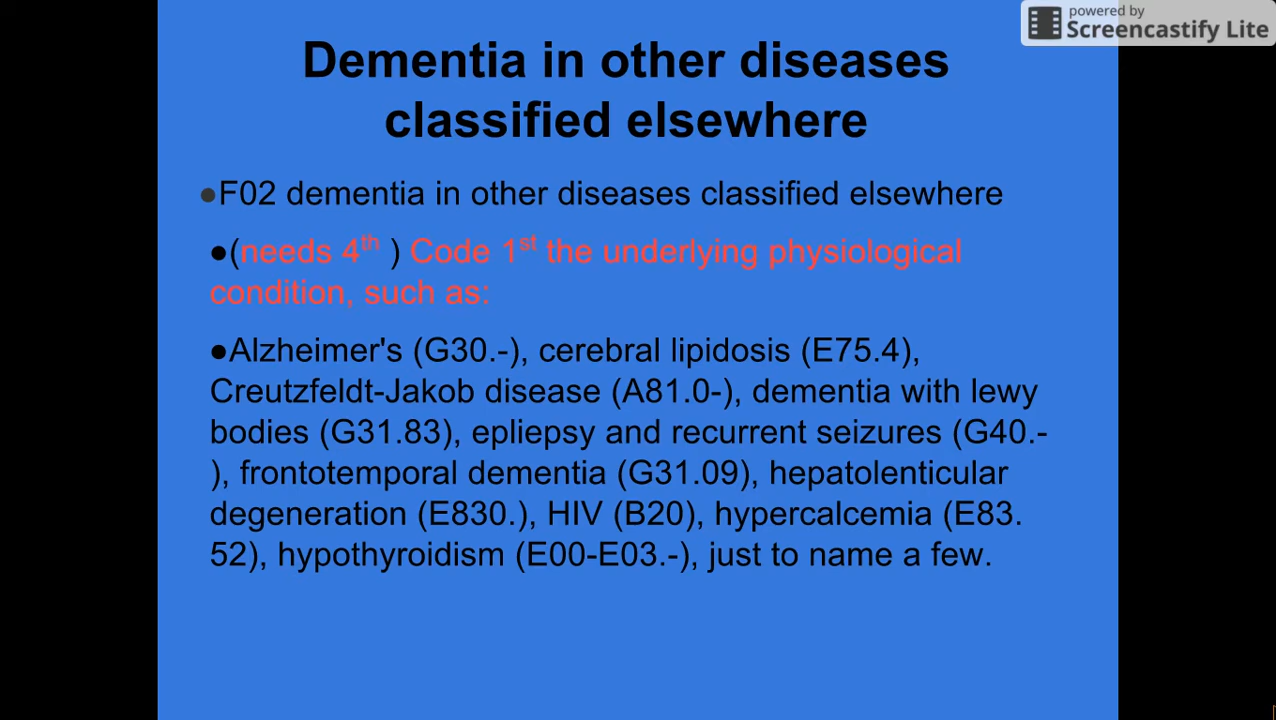 powered by
Screencastify Lite
Dementia in other diseases
classified elsewhere
●F02 dementia in other diseases classified elsewhere
●(needs 4th ) Code 1st the underlying physiological
condition, such as:
●Alzheimer's (G30.-), cerebral lipidosis (E75.4),
Creutzfeldt-Jakob disease (A81.0-), dementia with lewy
bodies (G31.83), epliepsy and recurrent seizures (G40.-
), frontotemporal dementia (G31.09), hepatolenticular
degeneration (E830.), HIV (B20), hypercalcemia (E83.
52), hypothyroidism (E00-E03.-), just to name a few.